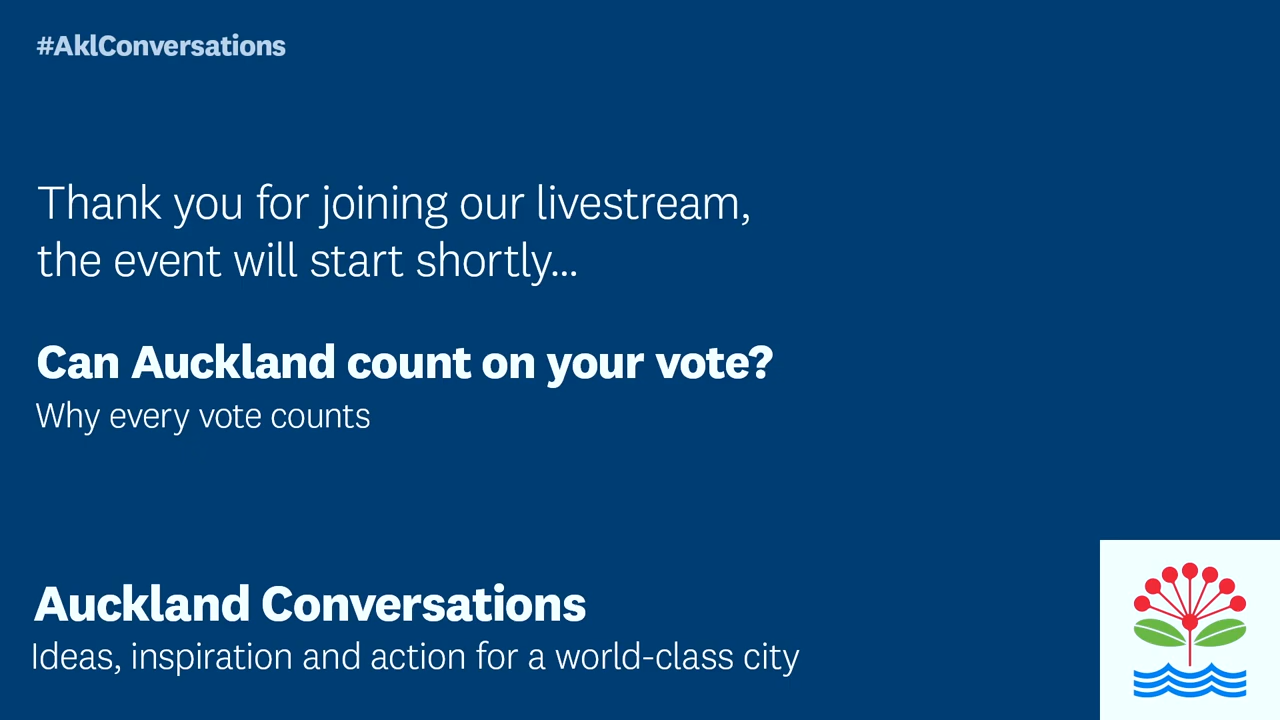 #AklConversations
Thank you for joining our livestream,
the event will start shortly...
Can Auckland count on your vote?
Why every vote counts
Auckland Conversations
Ideas, inspiration and action for a world-class city